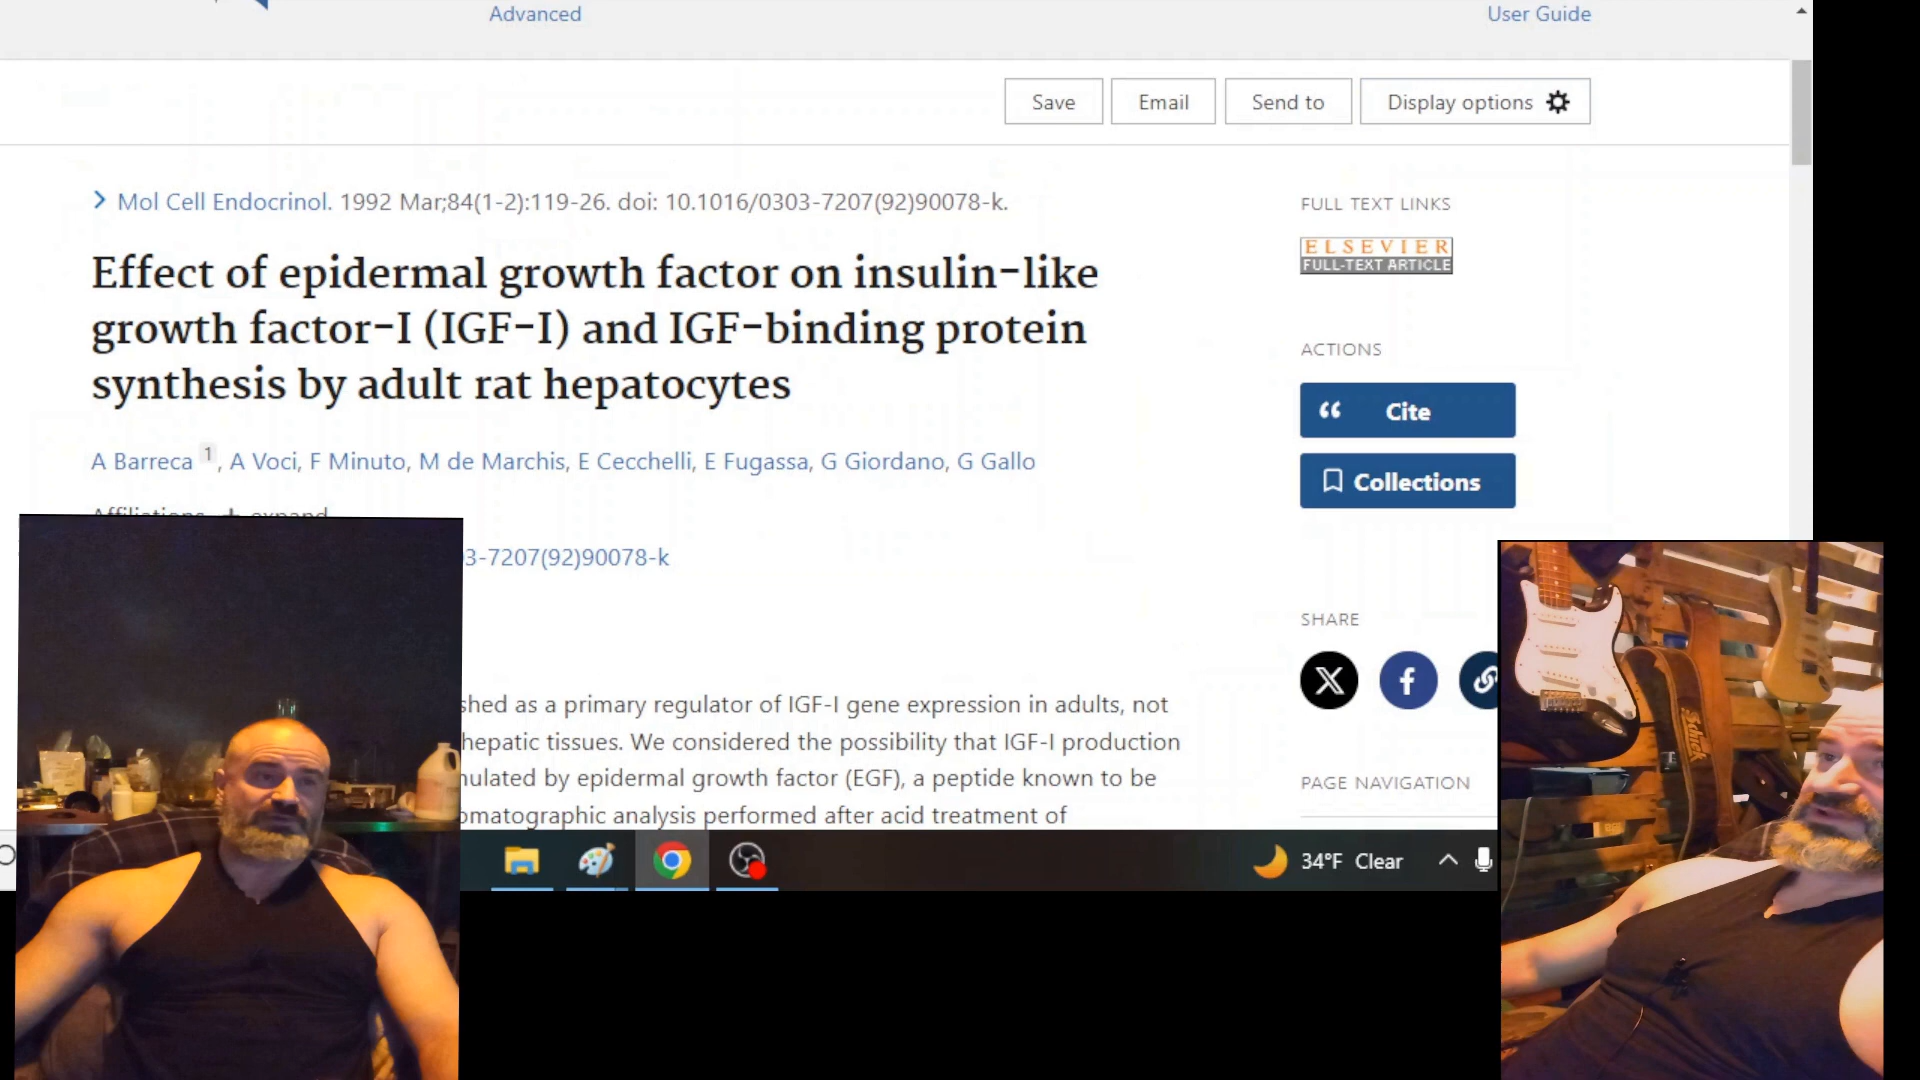 Advanced
User Guide
Save
Email
Send to
Display options
Mol Cell Endocrinol. 1992 Mar;84(1-2):119-26. doi: 10.1016/0303-7207(92)90078-k.
Effect of epidermal growth factor on insulin-like
growth factor-I (IGF-I) and IGF-binding protein
synthesis by adult rat hepatocytes
A Barreca 1, A Voci, F Minuto, M de Marchis, E Cecchelli, E Fugassa, G Giordano, G Gallo
Affiliations + expand
3-7207(92)90078-k
shed as a primary regulator of IGF-I gene expression in adults, not
hepatic tissues. We considered the possibility that IGF-I production
mulated by epidermal growth factor (EGF), a peptide known to be
omatographic analysis performed after acid treatment of
FULL TEXT LINKS
ELSEVIER
FULL-TEXT ARTICLE
ACTIONS
Cite
Collections
SHARE
PAGE NAVIGATION
34°F Clear